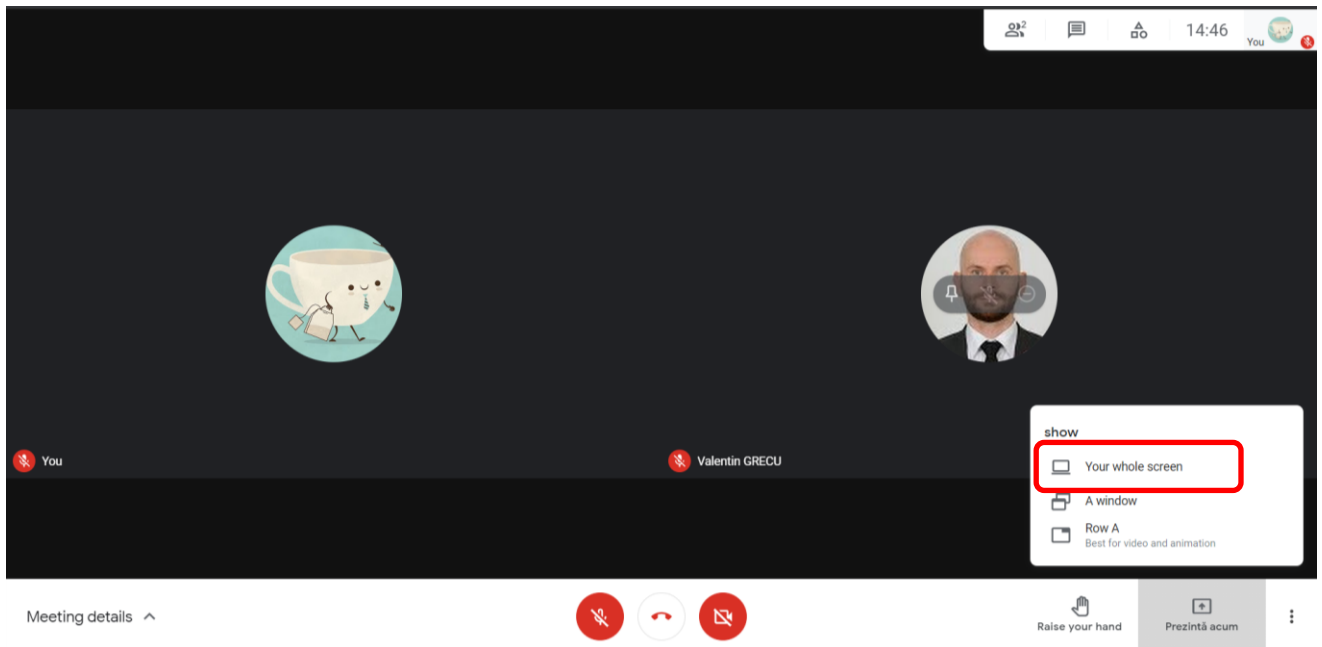 2
14:46
You
You
Valentin GRECU
show
Your whole screen
A window
Row A
Best for video and animation
Meeting details
Raise your hand
Prezintă acum